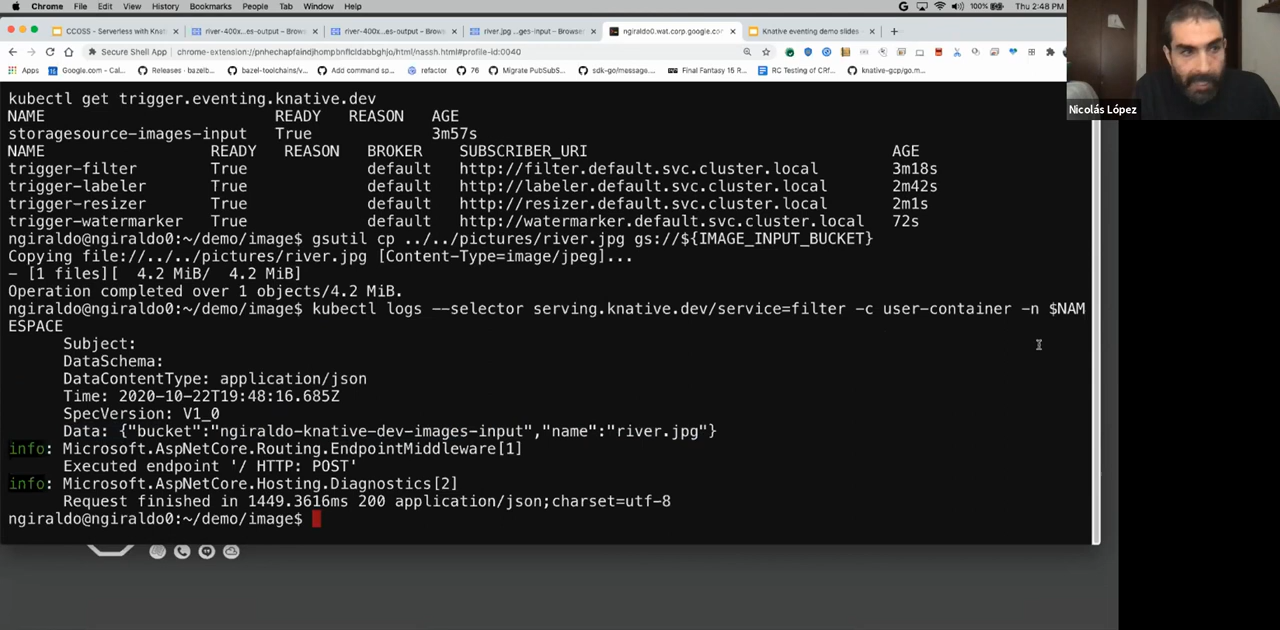 Chrome File Edit View History Bookmarks People Tab Window Help 100% Thu 2:48 PM
CCOSS - Serverless with Knat river-400x...es-output – Brows river-400x...es-output – Brows river.jpg ...ges-input – Browser ngiraldo0.wat.corp.google.co Knative eventing demo slides
Secure Shell App | chrome-extension://pnhechapfaindjhompbnflcldabbghjo/html/nassh.html#profile-id:0040
Apps Google.com - Cal... Releases · bazelb... bazel-toolchains/v... Add command sp... refactor 76 Migrate PubSubS... sdk-go/message.... Final Fantasy 15 R... RC Testing of CRf... knative-gcp/go.m...
Nicolás López
kubectl get trigger.eventing.knative.dev
NAME READY REASON AGE
storagesource-images-input True 3m57s
NAME READY REASON BROKER SUBSCRIBER_URI AGE
trigger-filter True default http://filter.default.svc.cluster.local 3m18s
trigger-labeler True default http://labeler.default.svc.cluster.local 2m42s
trigger-resizer True default http://resizer.default.svc.cluster.local 2m1s
trigger-watermarker True default http://watermarker.default.svc.cluster.local 72s
ngiraldo@ngiraldo0:~/demo/image$ gsutil cp ../../pictures/river.jpg gs://${IMAGE_INPUT_BUCKET}
Copying file://../../pictures/river.jpg [Content-Type=image/jpeg]...
- [1 files][ 4.2 MiB/ 4.2 MiB]
Operation completed over 1 objects/4.2 MiB.
ngiraldo@ngiraldo0:~/demo/image$ kubectl logs --selector serving.knative.dev/service=filter -c user-container -n $NAM
ESPACE
Subject:
DataSchema:
DataContentType: application/json
Time: 2020-10-22T19:48:16.685Z
SpecVersion: V1_0
Data: {"bucket":"ngiraldo-knative-dev-images-input","name":"river.jpg"}
info: Microsoft.AspNetCore.Routing.EndpointMiddleware[1]
Executed endpoint '/ HTTP: POST'
info: Microsoft.AspNetCore.Hosting.Diagnostics[2]
Request finished in 1449.3616ms 200 application/json;charset=utf-8
ngiraldo@ngiraldo0:~/demo/image$